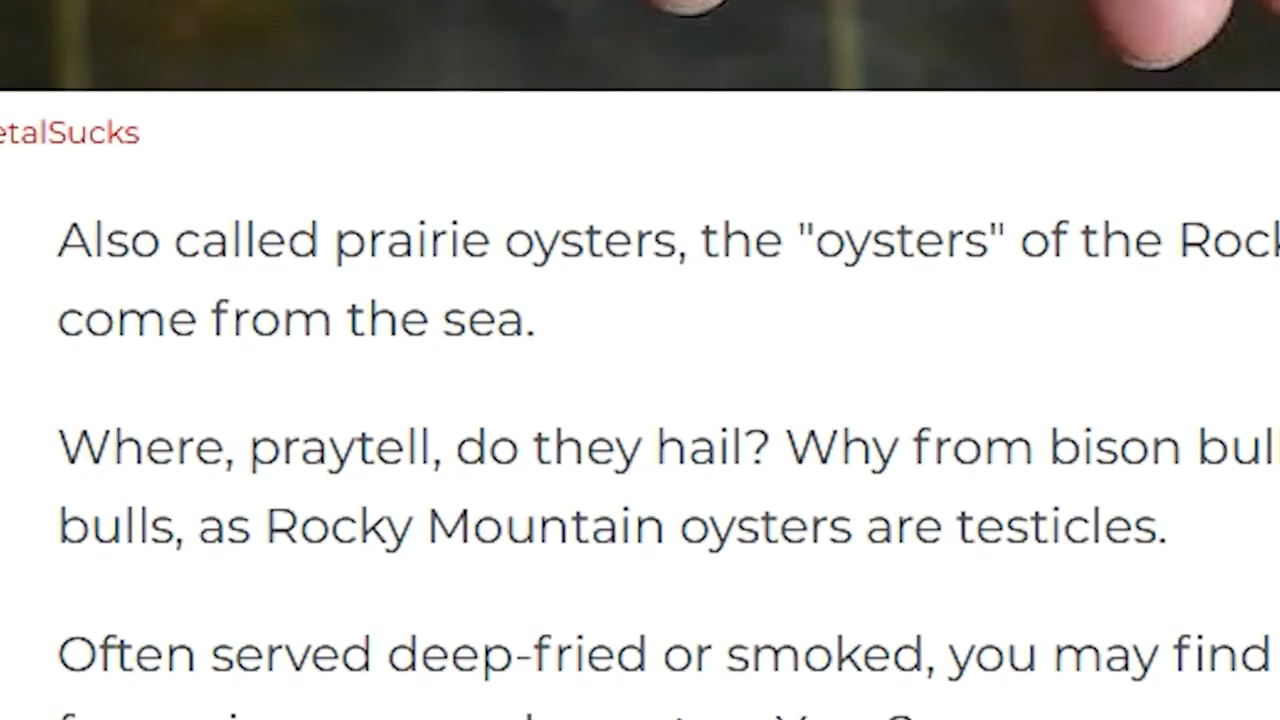 etalSucks
Also called prairie oysters, the "oysters" of the Rock
come from the sea.
Where, praytell, do they hail? Why from bison bull
bulls, as Rocky Mountain oysters are testicles.
Often served deep-fried or smoked, you may find